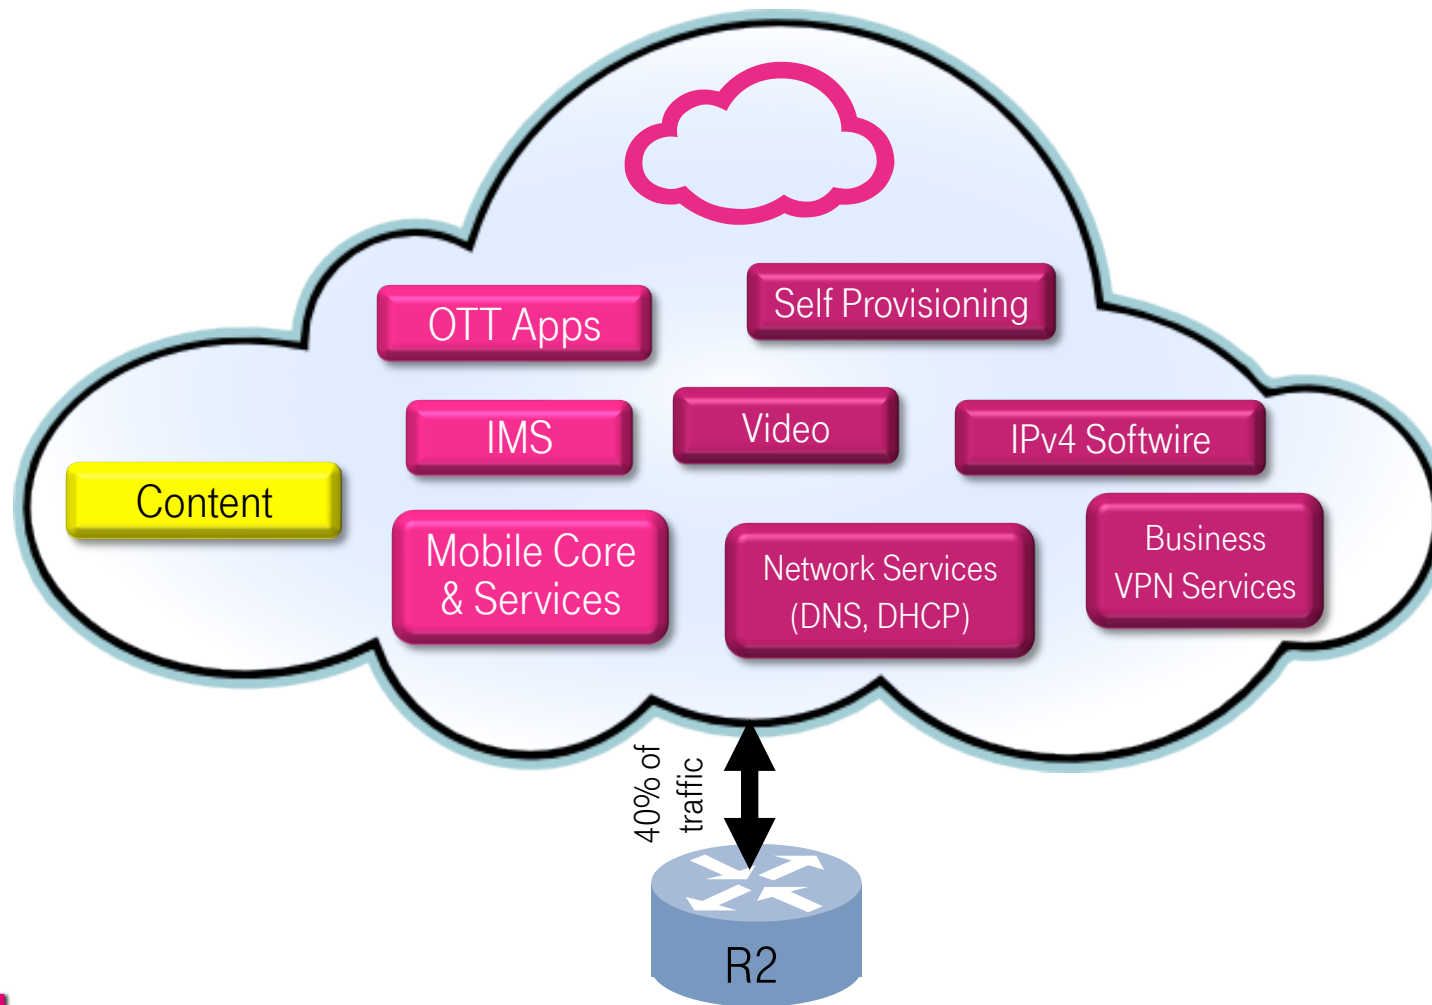 OTT Apps
Self Provisioning
IMS
Video
IPv4 Softwire
Content
Mobile Core
& Services
Network Services
(DNS, DHCP)
Business
VPN Services
40% of
traffic
R2